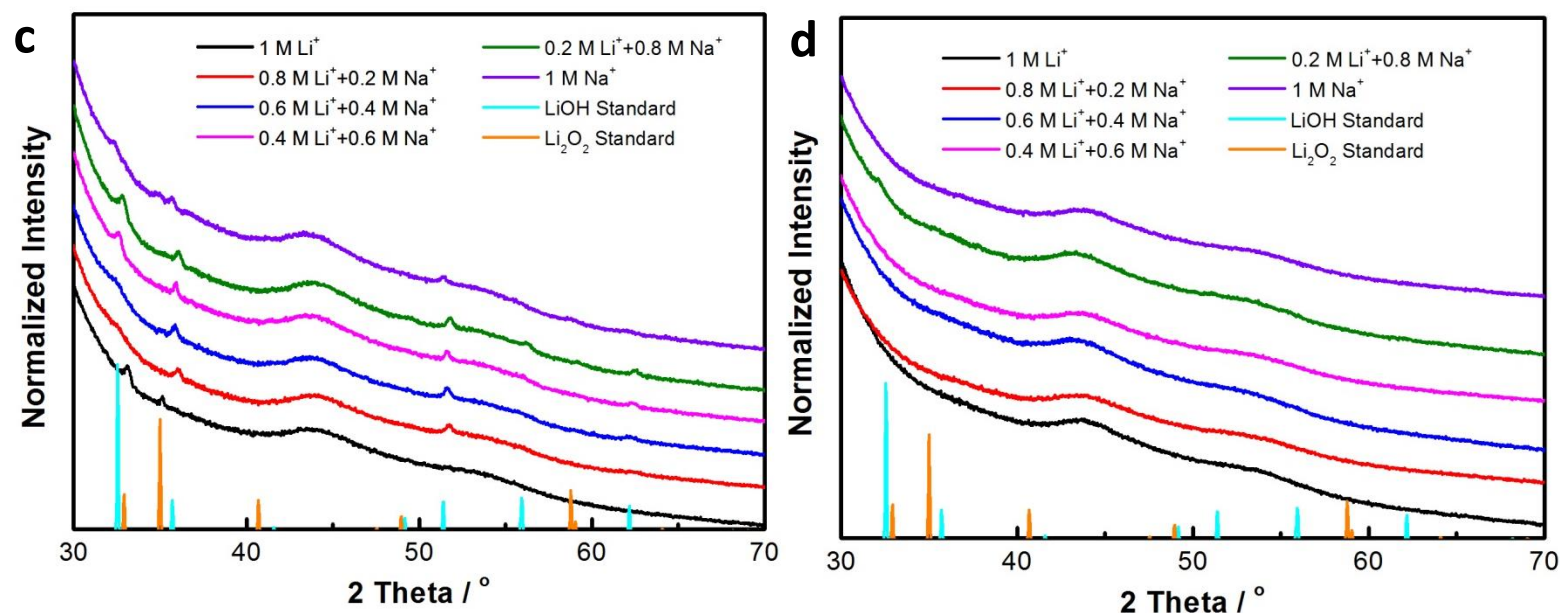 c
1 M Li⁺
0.8 M Li⁺+0.2 M Na⁺
0.6 M Li⁺+0.4 M Na⁺
0.4 M Li⁺+0.6 M Na⁺
0.2 M Li⁺+0.8 M Na⁺
1 M Na⁺
LiOH Standard
Li₂O₂ Standard
Normalized Intensity
30 40 50 60 70
2 Theta / °
d
1 M Li⁺
0.8 M Li⁺+0.2 M Na⁺
0.6 M Li⁺+0.4 M Na⁺
0.4 M Li⁺+0.6 M Na⁺
0.2 M Li⁺+0.8 M Na⁺
1 M Na⁺
LiOH Standard
Li₂O₂ Standard
Normalized Intensity
30 40 50 60 70
2 Theta / °